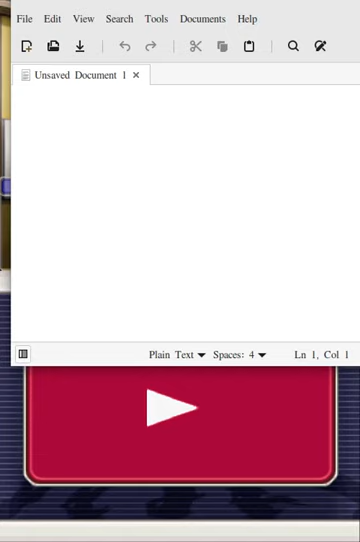 File Edit View Search Tools Documents Help
Unsaved Document 1
Plain Text Spaces: 4 Ln 1, Col 1